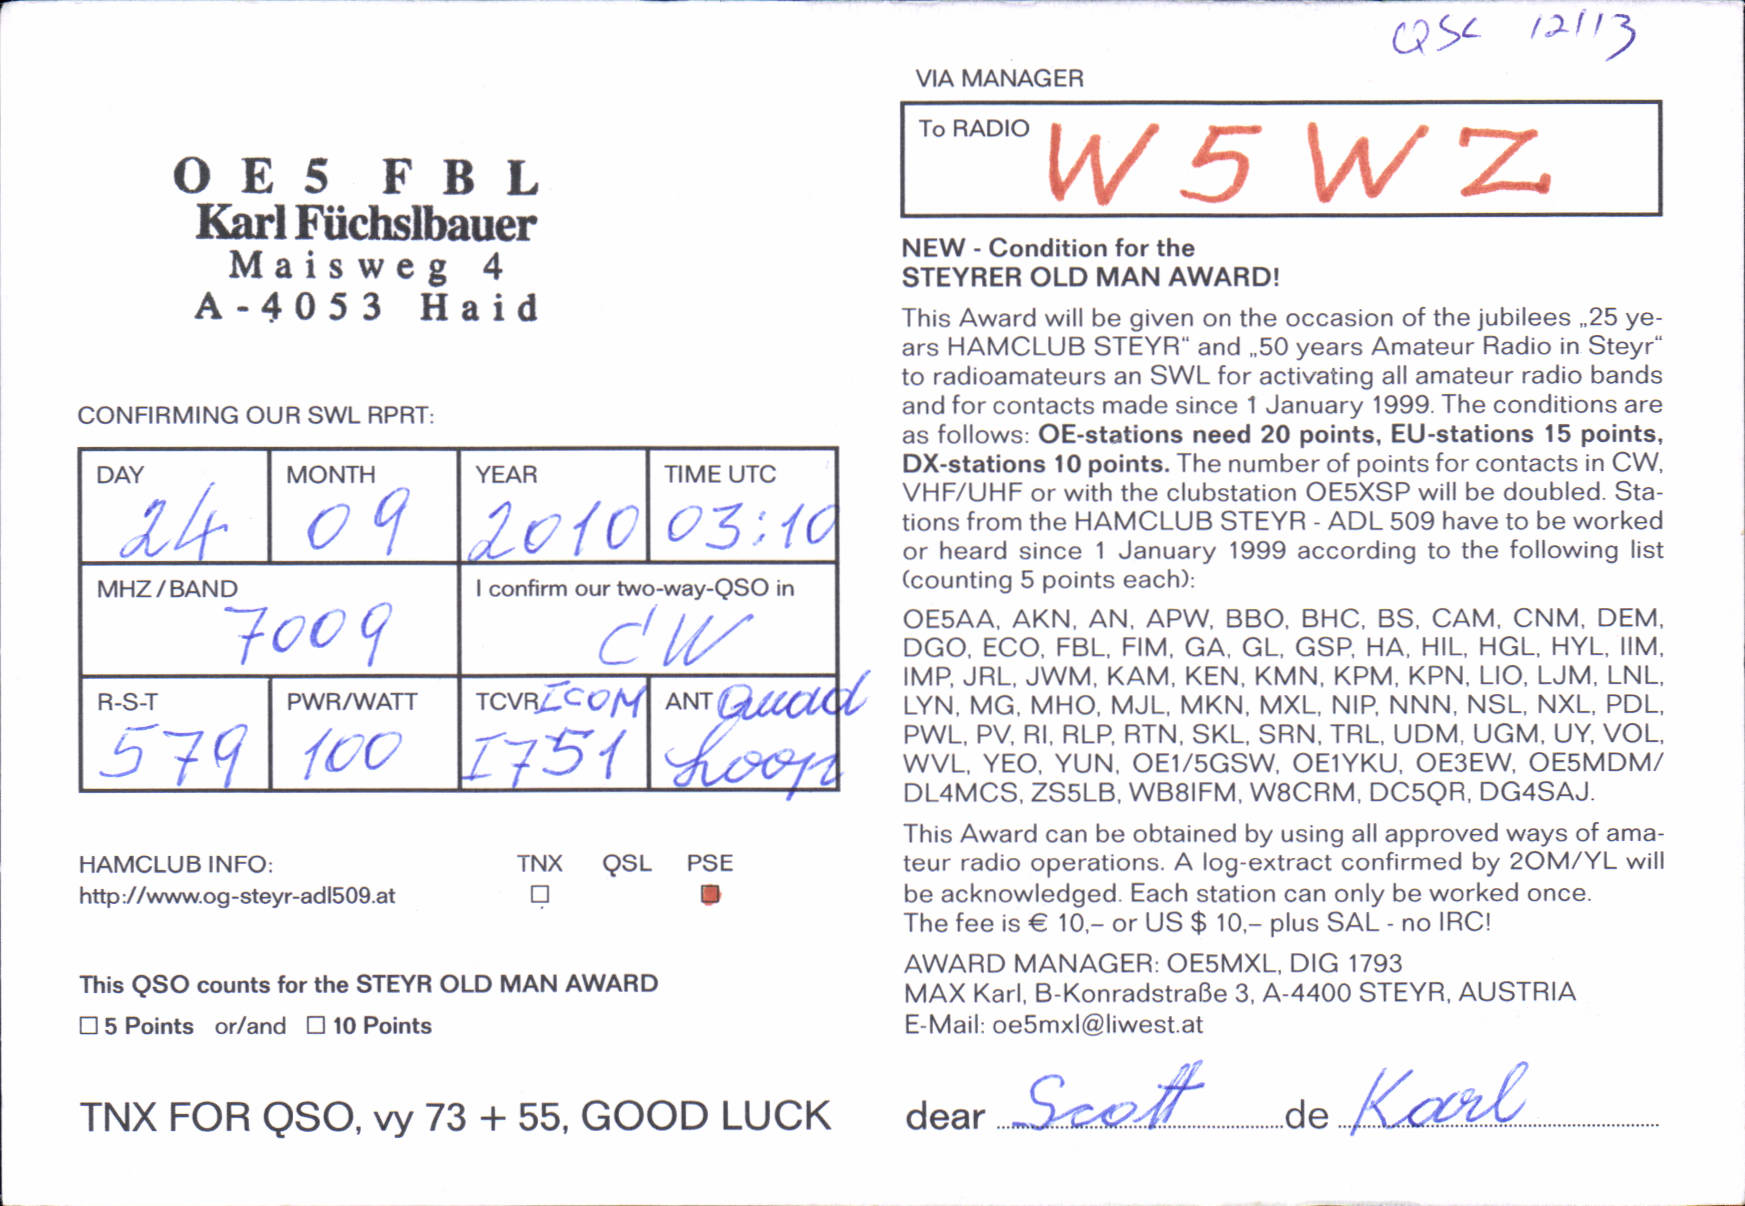 QSL 12/13
OE5FBL
Karl Füchslbauer
Maisweg 4
A-4053 Haid
CONFIRMING OUR SWL RPRT:
DAY MONTH YEAR TIME UTC
24 09 2010 03:10
MHZ/BAND I confirm our two-way-QSO in
7009 CW
R-S-T PWR/WATT TCVR ICOM ANT Quad
579 100 I751 Loop
HAMCLUB INFO: TNX QSL PSE
http://www.og-steyr-adl509.at
This QSO counts for the STEYR OLD MAN AWARD
5 Points or/and 10 Points
TNX FOR QSO, vy 73 + 55, GOOD LUCK
VIA MANAGER
To RADIO W5WZ
NEW - Condition for the
STEYRER OLD MAN AWARD!
This Award will be given on the occasion of the jubilees „25 ye-
ars HAMCLUB STEYR“ and „50 years Amateur Radio in Steyr“
to radioamateurs an SWL for activating all amateur radio bands
and for contacts made since 1 January 1999. The conditions are
as follows: OE-stations need 20 points, EU-stations 15 points,
DX-stations 10 points. The number of points for contacts in CW,
VHF/UHF or with the clubstation OE5XSP will be doubled. Sta-
tions from the HAMCLUB STEYR - ADL 509 have to be worked
or heard since 1 January 1999 according to the following list
(counting 5 points each):
OE5AA, AKN, AN, APW, BBO, BHC, BS, CAM, CNM, DEM,
DGO, ECO, FBL, FIM, GA, GL, GSP, HA, HIL, HGL, HYL, IIM,
IMP, JRL, JWM, KAM, KEN, KMN, KPM, KPN, LIO, LJM, LNL,
LYN, MG, MHO, MJL, MKN, MXL, NIP, NNN, NSL, NXL, PDL,
PWL, PV, RI, RLP, RTN, SKL, SRN, TRL, UDM, UGM, UY, VOL,
WVL, YEO, YUN, OE1/5GSW, OE1YKU, OE3EW, OE5MDM/
DL4MCS, ZS5LB, WB8IFM, W8CRM, DC5QR, DG4SAJ.
This Award can be obtained by using all approved ways of ama-
teur radio operations. A log-extract confirmed by 2OM/YL will
be acknowledged. Each station can only be worked once.
The fee is € 10,– or US $ 10,– plus SAL - no IRC!
AWARD MANAGER: OE5MXL, DIG 1793
MAX Karl, B-Konradstraße 3, A-4400 STEYR, AUSTRIA
E-Mail: oe5mxl@liwest.at
dear Scott de Karl